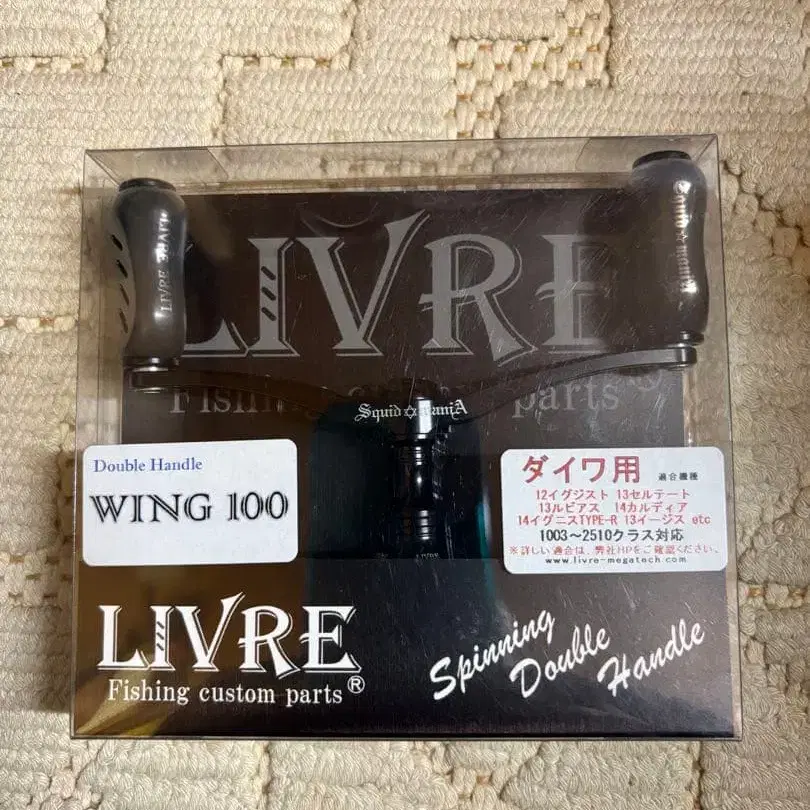 LIVRE
Fishing
parts
LIVRE
Squid maniA
Double Handle
WING 100
ダイワ用 適合機種
12イグジスト 13セルテート
13ルビアス 14カルディア
14イグニスTYPE-R 13イージス etc
1003～2510クラス対応
※詳しい適合は、弊社HPをご確認ください。
www.livre-megatech.com
LIVRE
Fishing custom parts®
Spinning
Double
Handle